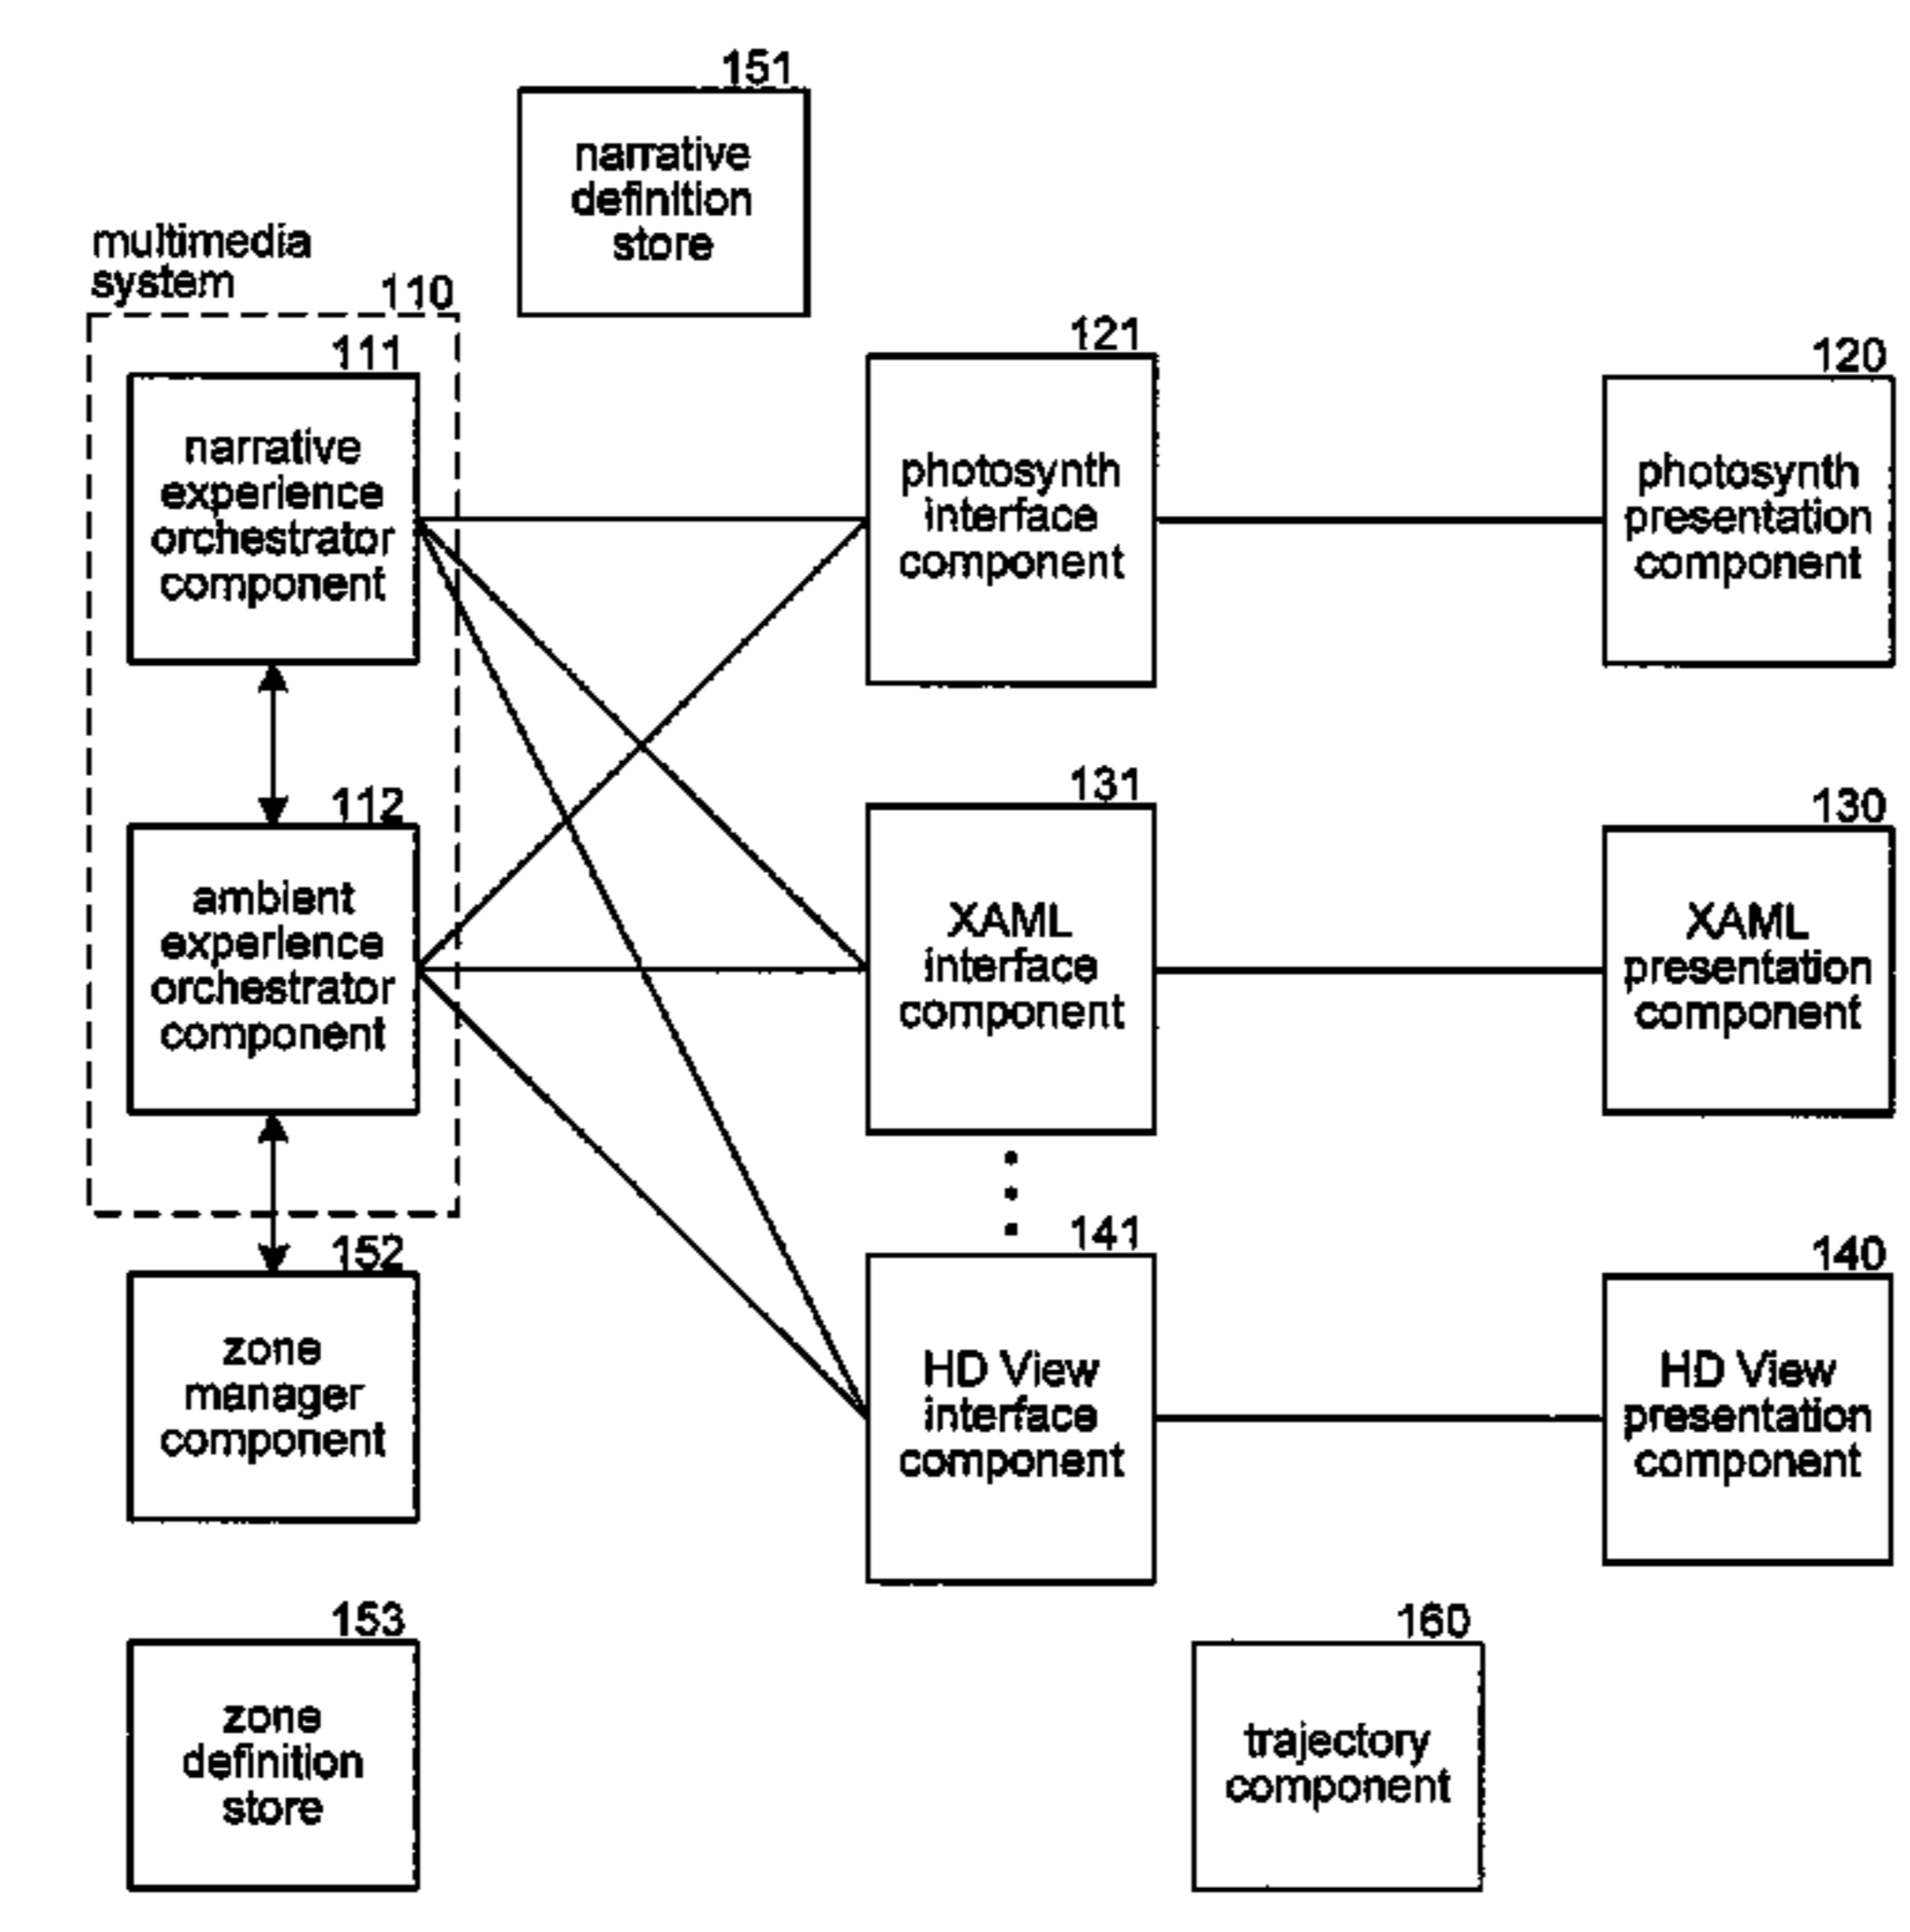 151
narrative
definition
store
multimedia
system
110
111
narrative
experience
orchestrator
component
121
photosynth
interface
component
120
photosynth
presentation
component
112
ambient
experience
orchestrator
component
131
XAML
interface
component
130
XAML
presentation
component
152
zone
manager
component
141
HD View
interface
component
140
HD View
presentation
component
153
zone
definition
store
160
trajectory
component